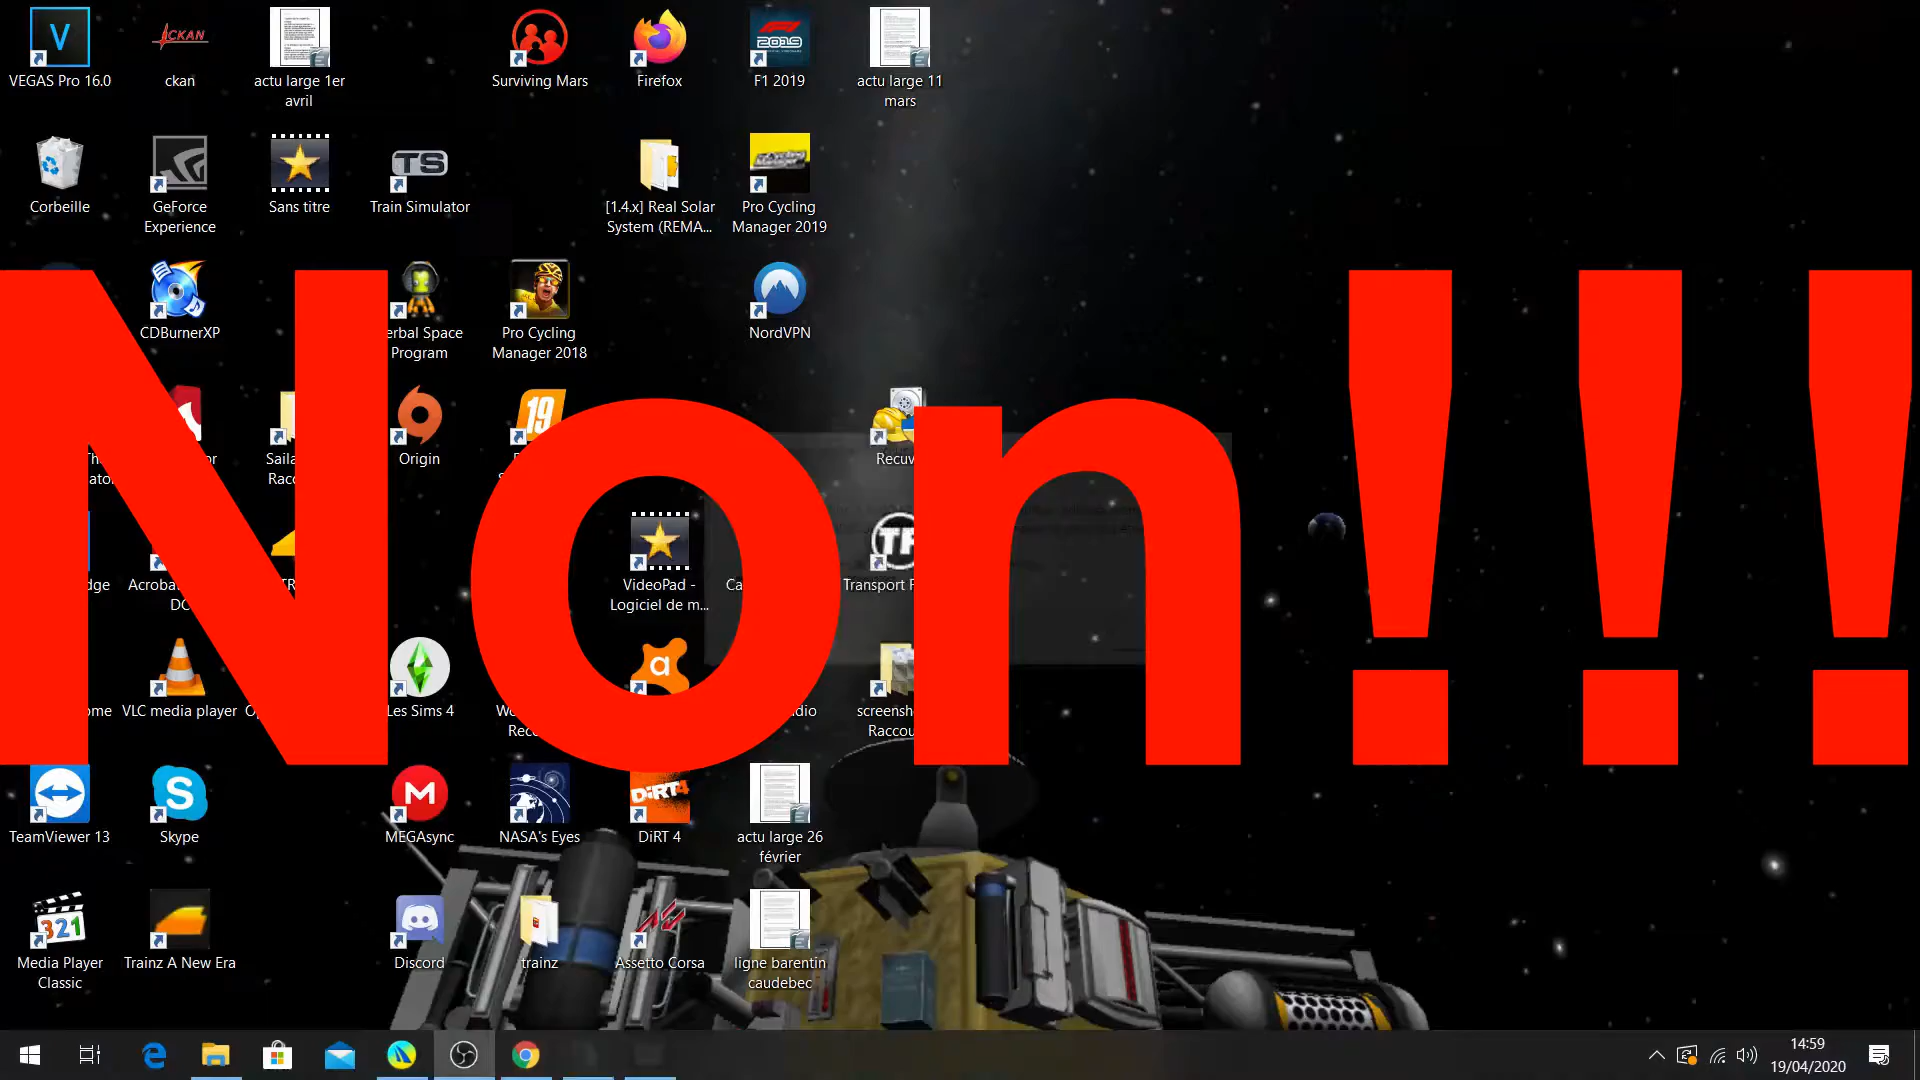 VEGAS Pro 16.0
ckan
actu large 1er
avril
Surviving Mars
Firefox
F1 2019
actu large 11
mars
Corbeille
GeForce
Experience
Sans titre
Train Simulator
[1.4.x] Real Solar
System (REMA...
Pro Cycling
Manager 2019
CDBurnerXP
erbal Space
Program
Pro Cycling
Manager 2018
NordVPN
Non!!!
Origin
VideoPad -
Logiciel de m...
Transport
VLC media player
Les Sims 4
TeamViewer 13
Skype
MEGAsync
NASA's Eyes
DiRT 4
actu large 26
février
Media Player
Classic
Trainz A New Era
Discord
trainz
Assetto Corsa
ligne barentin
caudebec
14:59
19/04/2020